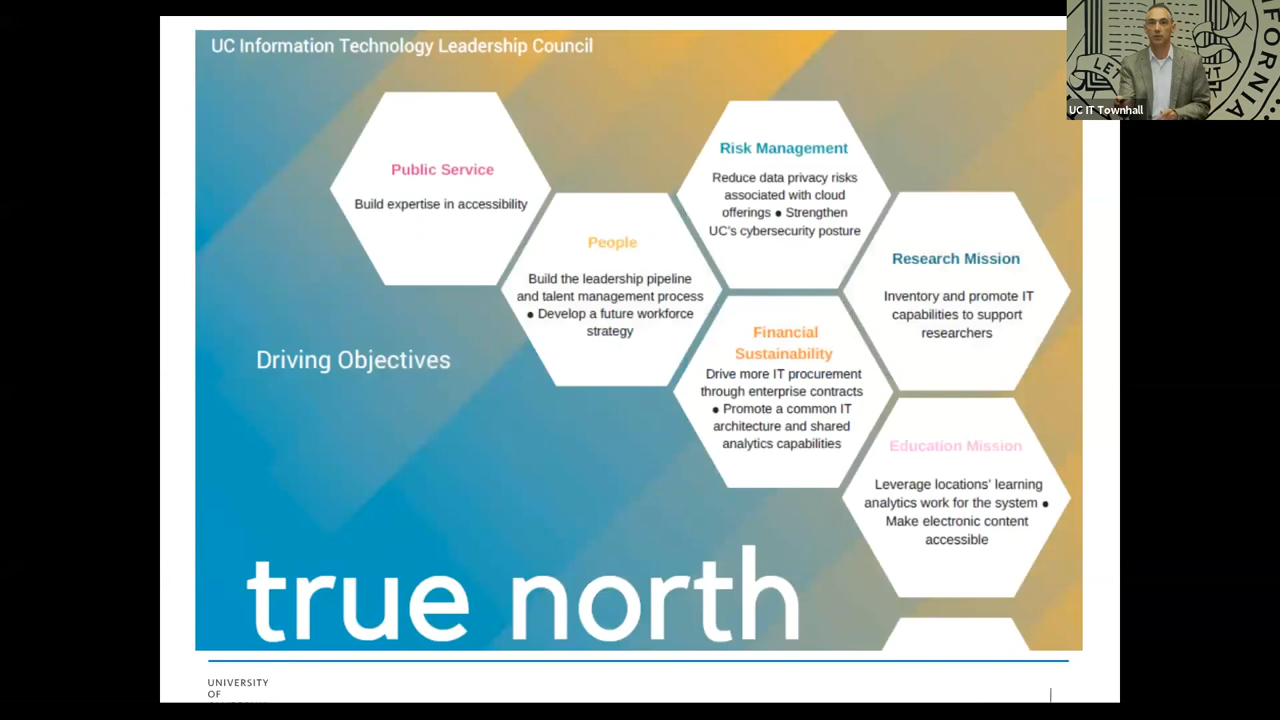 UC Information Technology Leadership Council
Public Service
Build expertise in accessibility
People
Build the leadership pipeline
and talent management process
● Develop a future workforce
strategy
Risk Management
Reduce data privacy risks
associated with cloud
offerings ● Strengthen
UC's cybersecurity posture
Financial
Sustainability
Drive more IT procurement
through enterprise contracts
● Promote a common IT
architecture and shared
analytics capabilities
Research Mission
Inventory and promote IT
capabilities to support
researchers
Education Mission
Leverage locations' learning
analytics work for the system ●
Make electronic content
accessible
Driving Objectives
true north
UNIVERSITY
OF
UC IT Townhall
LET
HT
IFORNIA